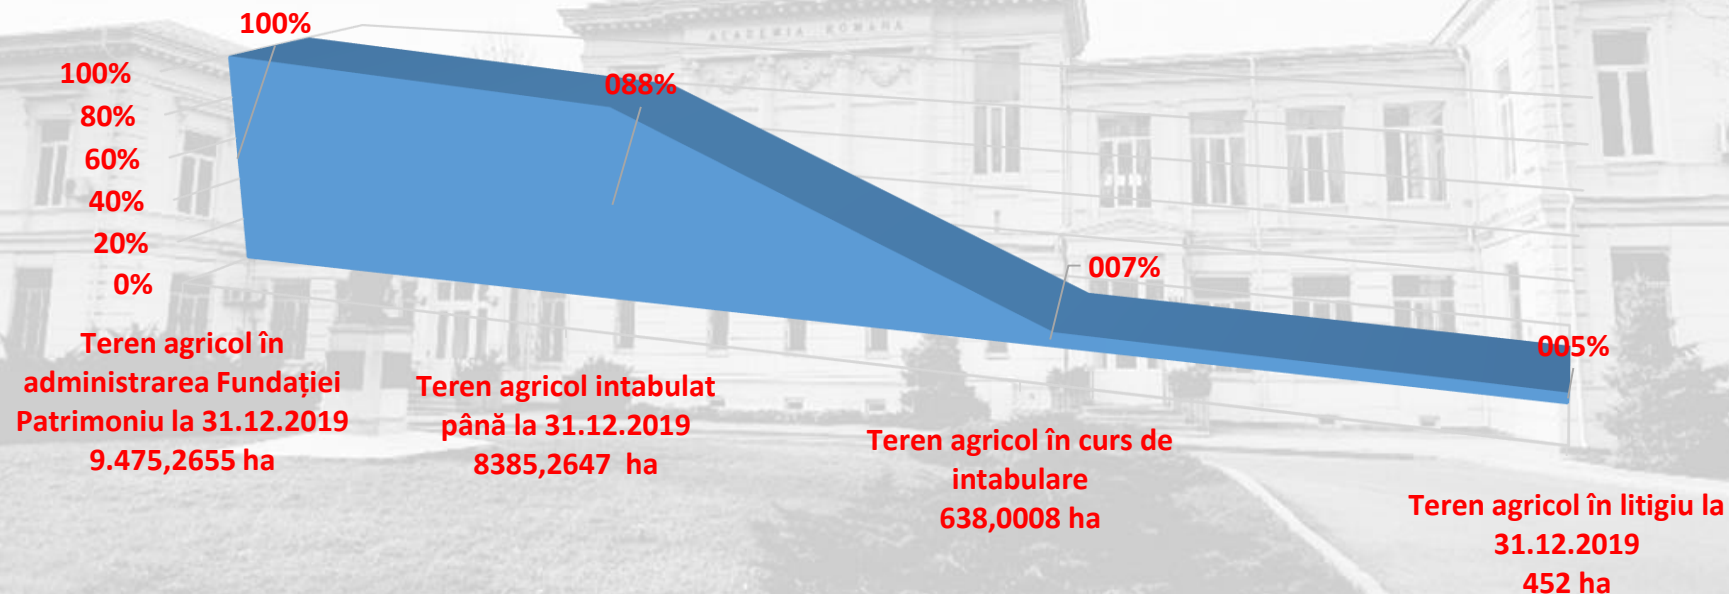 ACADEMIA ROMANA
100%
100%
80%
60%
40%
20%
0%
088%
007%
005%
Teren agricol în
administrarea Fundației
Patrimoniu la 31.12.2019
9.475,2655 ha
Teren agricol intabulat
până la 31.12.2019
8385,2647 ha
Teren agricol în curs de
intabulare
638,0008 ha
Teren agricol în litigiu la
31.12.2019
452 ha